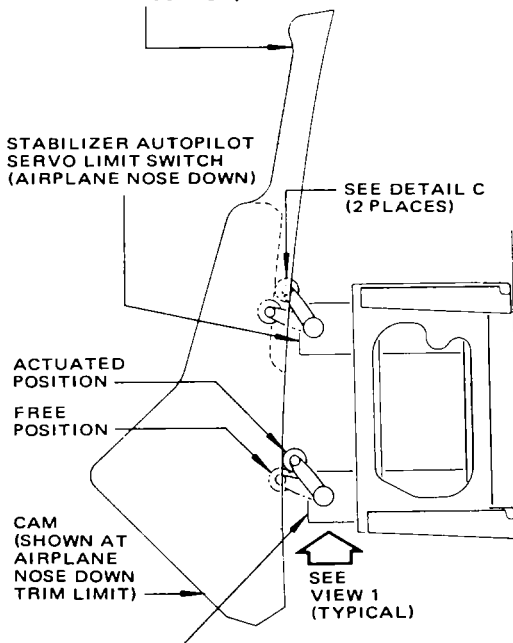 STABILIZER AUTOPILOT
SERVO LIMIT SWITCH
(AIRPLANE NOSE DOWN)
SEE DETAIL C
(2 PLACES)
ACTUATED
POSITION
FREE
POSITION
CAM
(SHOWN AT
AIRPLANE
NOSE DOWN
TRIM LIMIT)
SEE
VIEW 1
(TYPICAL)